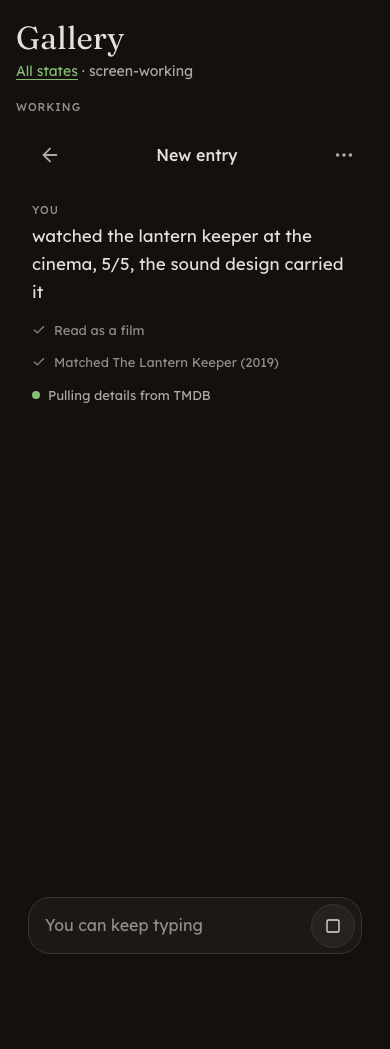 Gallery
All states · screen-working
WORKING
New entry
YOU
watched the lantern keeper at the
cinema, 5/5, the sound design carried
it
Read as a film
Matched The Lantern Keeper (2019)
Pulling details from TMDB
You can keep typing